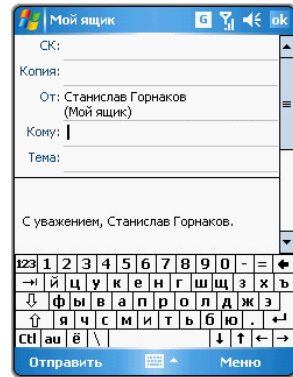 Мой ящик G ok
СК:
Копия:
От: Станислав Горнаков
(Мой ящик)
Кому:
Тема:
С уважением, Станислав Горнаков.
123 1 2 3 4 5 6 7 8 9 0 - =
й ц у к е н г ш щ з х ъ
ф ы в а п р о л д ж э
я ч с м и т ь б ю .
Ctl au ё \
Отправить Меню